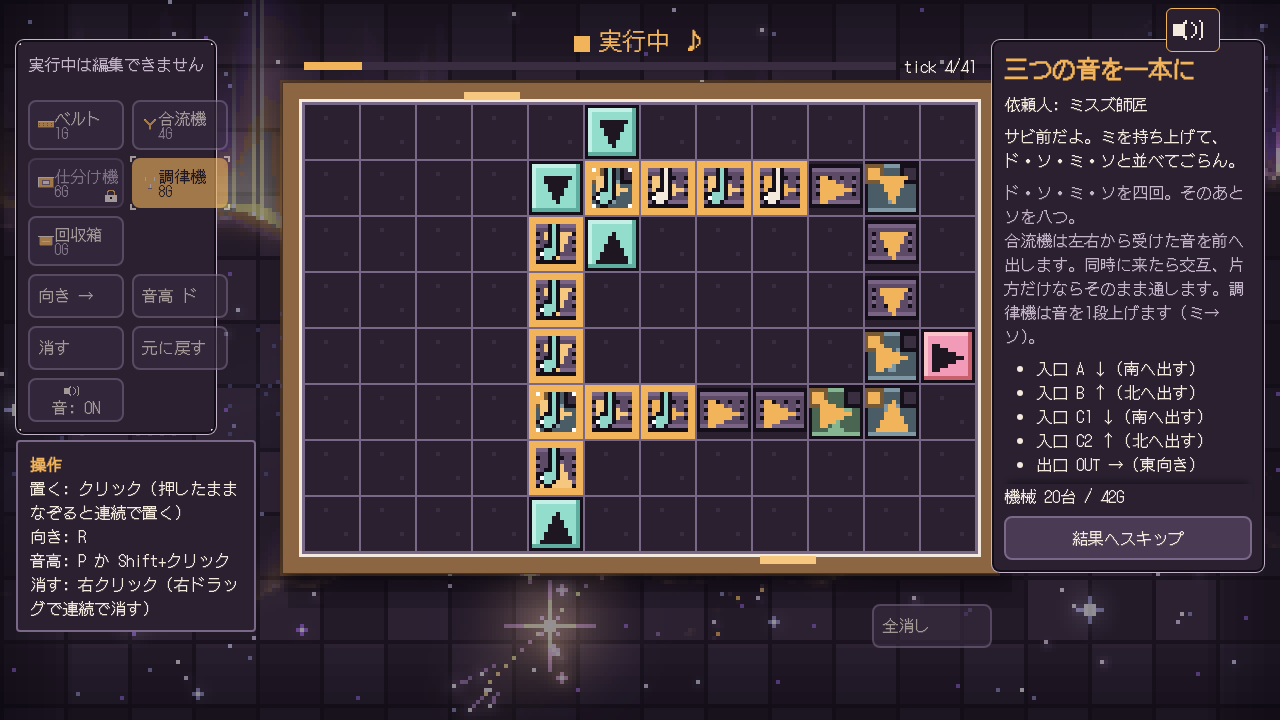 実行中 ♪
tick 4/41
実行中は編集できません
ベルト
1G
合流機
4G
仕分け機
6G
調律機
8G
回収箱
0G
向き →
音高 ド
消す
元に戻す
音: ON
操作
置く: クリック (押したまま
なぞると連続で置く)
向き: R
音高: P か Shift+クリック
消す: 右クリック (右ドラッ
グで連続で消す)
三つの音を一本に
依頼人: ミスズ師匠
サビ前だよ。ミを持ち上げて、
ド・ソ・ミ・ソと並べてごらん。
ド・ソ・ミ・ソを四回。そのあと
ソを八つ。
合流機は左右から受けた音を前へ
出します。同時に来たら交互、片
方だけならそのまま通します。調
律機は音を1段上げます (ミ→
ソ)。
• 入口 A ↓ (南へ出す)
• 入口 B ↑ (北へ出す)
• 入口 C1 ↓ (南へ出す)
• 入口 C2 ↑ (北へ出す)
• 出口 OUT → (東向き)
機械 20台 / 42G
結果へスキップ
全消し